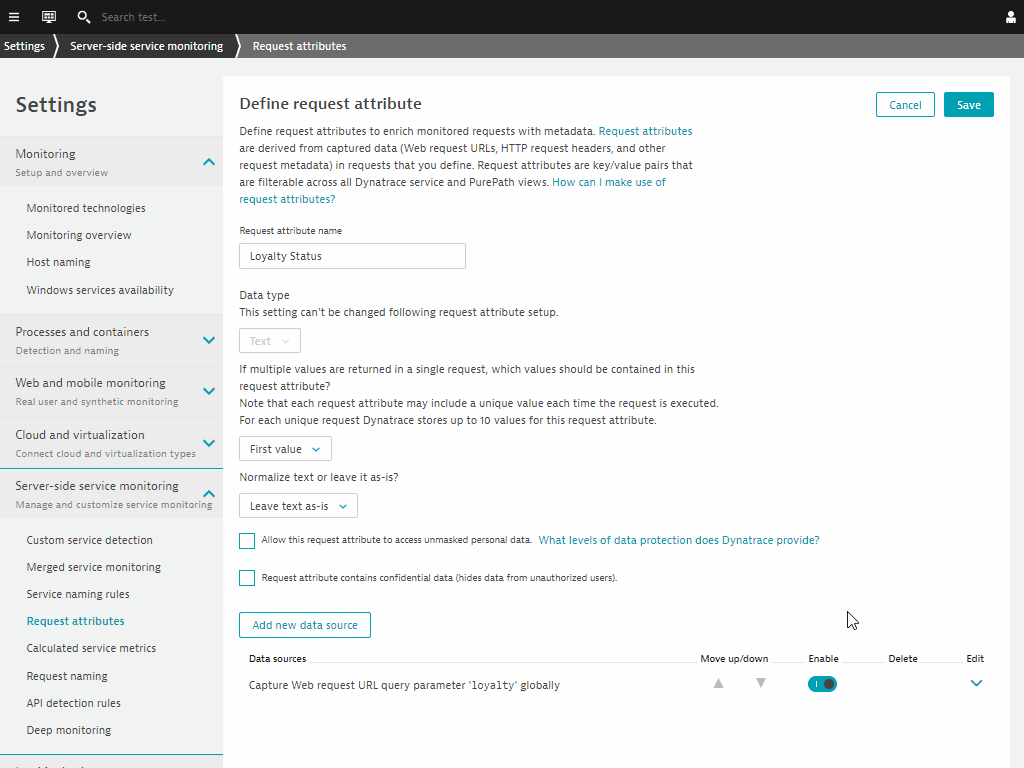 Search test...
Settings
Server-side service monitoring
Request attributes
Settings
Monitoring
Setup and overview
Monitored technologies
Monitoring overview
Host naming
Windows services availability
Processes and containers
Detection and naming
Web and mobile monitoring
Real user and synthetic monitoring
Cloud and virtualization
Connect cloud and virtualization types
Server-side service monitoring
Manage and customize service monitoring
Custom service detection
Merged service monitoring
Service naming rules
Request attributes
Calculated service metrics
Request naming
API detection rules
Deep monitoring
Define request attribute
Cancel
Save
Define request attributes to enrich monitored requests with metadata. Request attributes
are derived from captured data (Web request URLs, HTTP request headers, and other
request metadata) in requests that you define. Request attributes are key/value pairs that
are filterable across all Dynatrace service and PurePath views. How can I make use of
request attributes?
Request attribute name
Loyalty Status
Data type
This setting can't be changed following request attribute setup.
Text
If multiple values are returned in a single request, which values should be contained in this
request attribute?
Note that each request attribute may include a unique value each time the request is executed.
For each unique request Dynatrace stores up to 10 values for this request attribute.
First value
Normalize text or leave it as-is?
Leave text as-is
Allow this request attribute to access unmasked personal data. What levels of data protection does Dynatrace provide?
Request attribute contains confidential data (hides data from unauthorized users).
Add new data source
Data sources Move up/down Enable Delete Edit
Capture Web request URL query parameter 'loyalty' globally